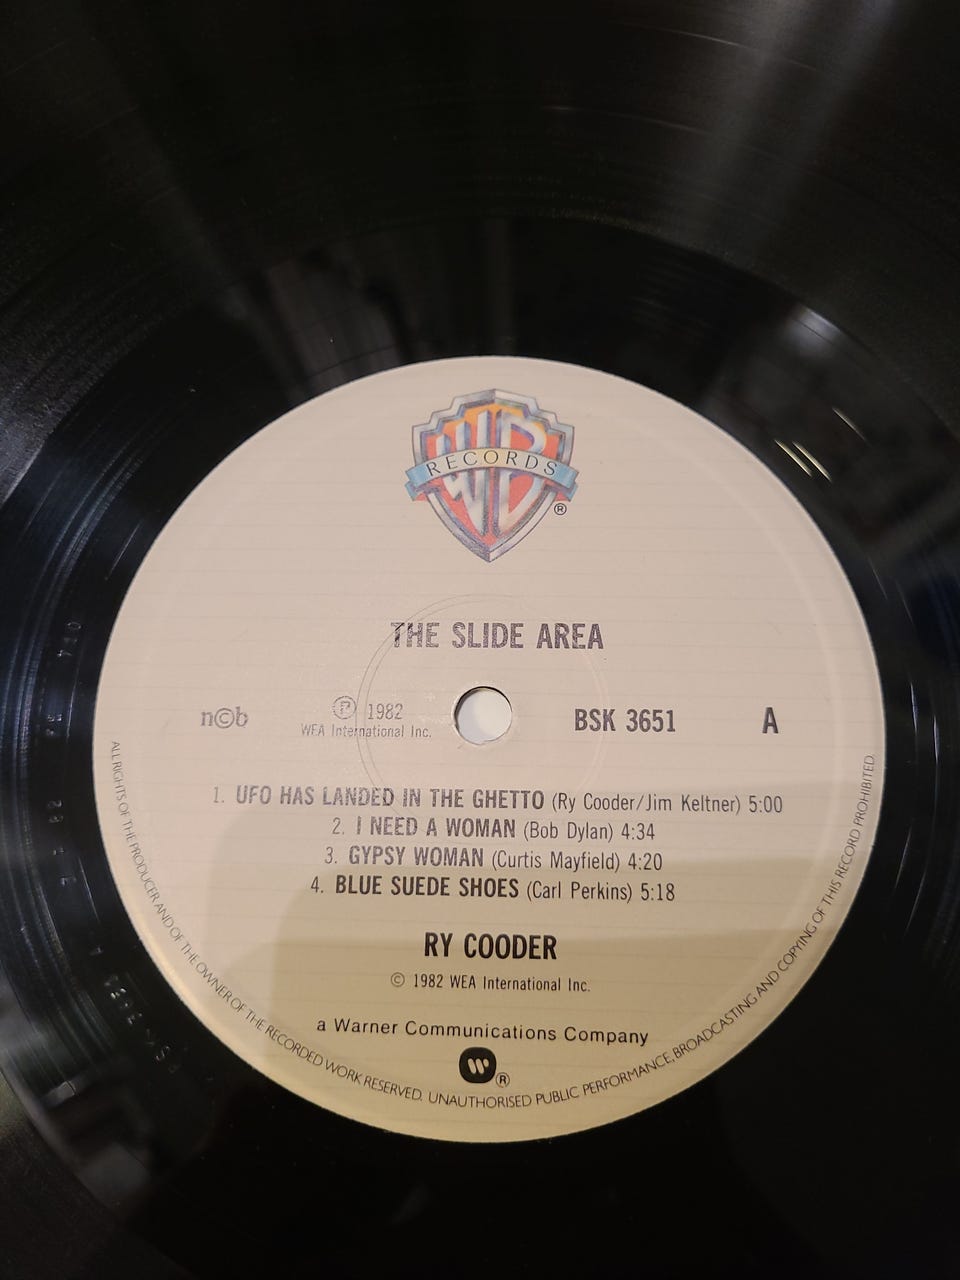 WB
RECORDS
®
THE SLIDE AREA
n©b
℗ 1982
WEA International Inc.
BSK 3651
A
1. UFO HAS LANDED IN THE GHETTO (Ry Cooder/Jim Keltner) 5:00
2. I NEED A WOMAN (Bob Dylan) 4:34
3. GYPSY WOMAN (Curtis Mayfield) 4:20
4. BLUE SUEDE SHOES (Carl Perkins) 5:18
RY COODER
© 1982 WEA International Inc.
a Warner Communications Company
®
ALL RIGHTS OF THE PRODUCER AND OF THE OWNER OF THE RECORDED WORK RESERVED. UNAUTHORISED PUBLIC PERFORMANCE, BROADCASTING AND COPYING OF THIS RECORD PROHIBITED.